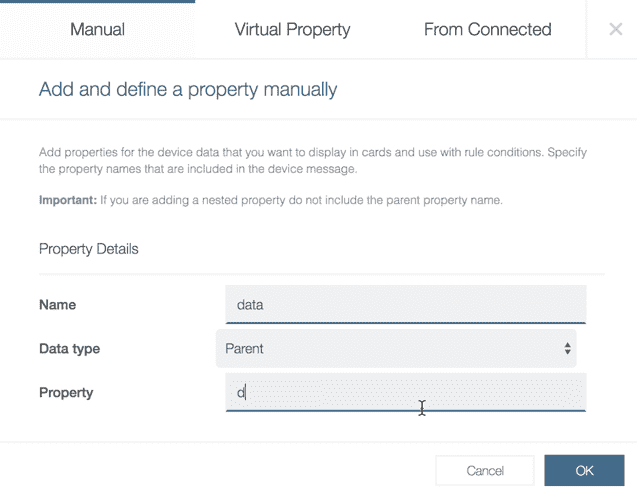 Manual Virtual Property From Connected ×
Add and define a property manually
Add properties for the device data that you want to display in cards and use with rule conditions. Specify
the property names that are included in the device message.
Important: If you are adding a nested property do not include the parent property name.
Property Details
Name data
Data type Parent
Property d
Cancel OK